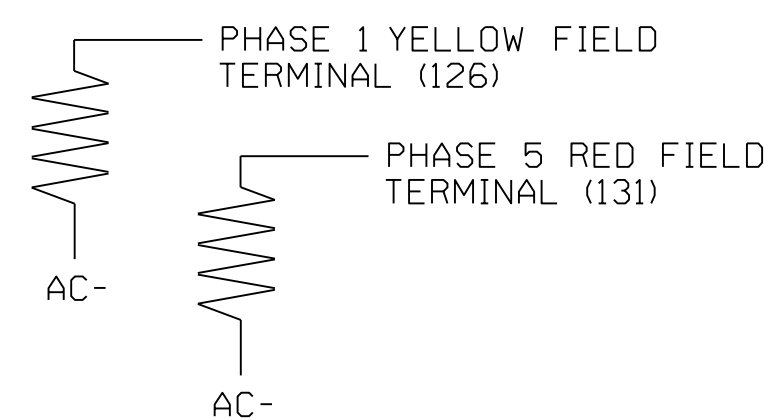 PHASE 1 YELLOW FIELD
TERMINAL (126)
AC-
PHASE 5 RED FIELD
TERMINAL (131)
AC-